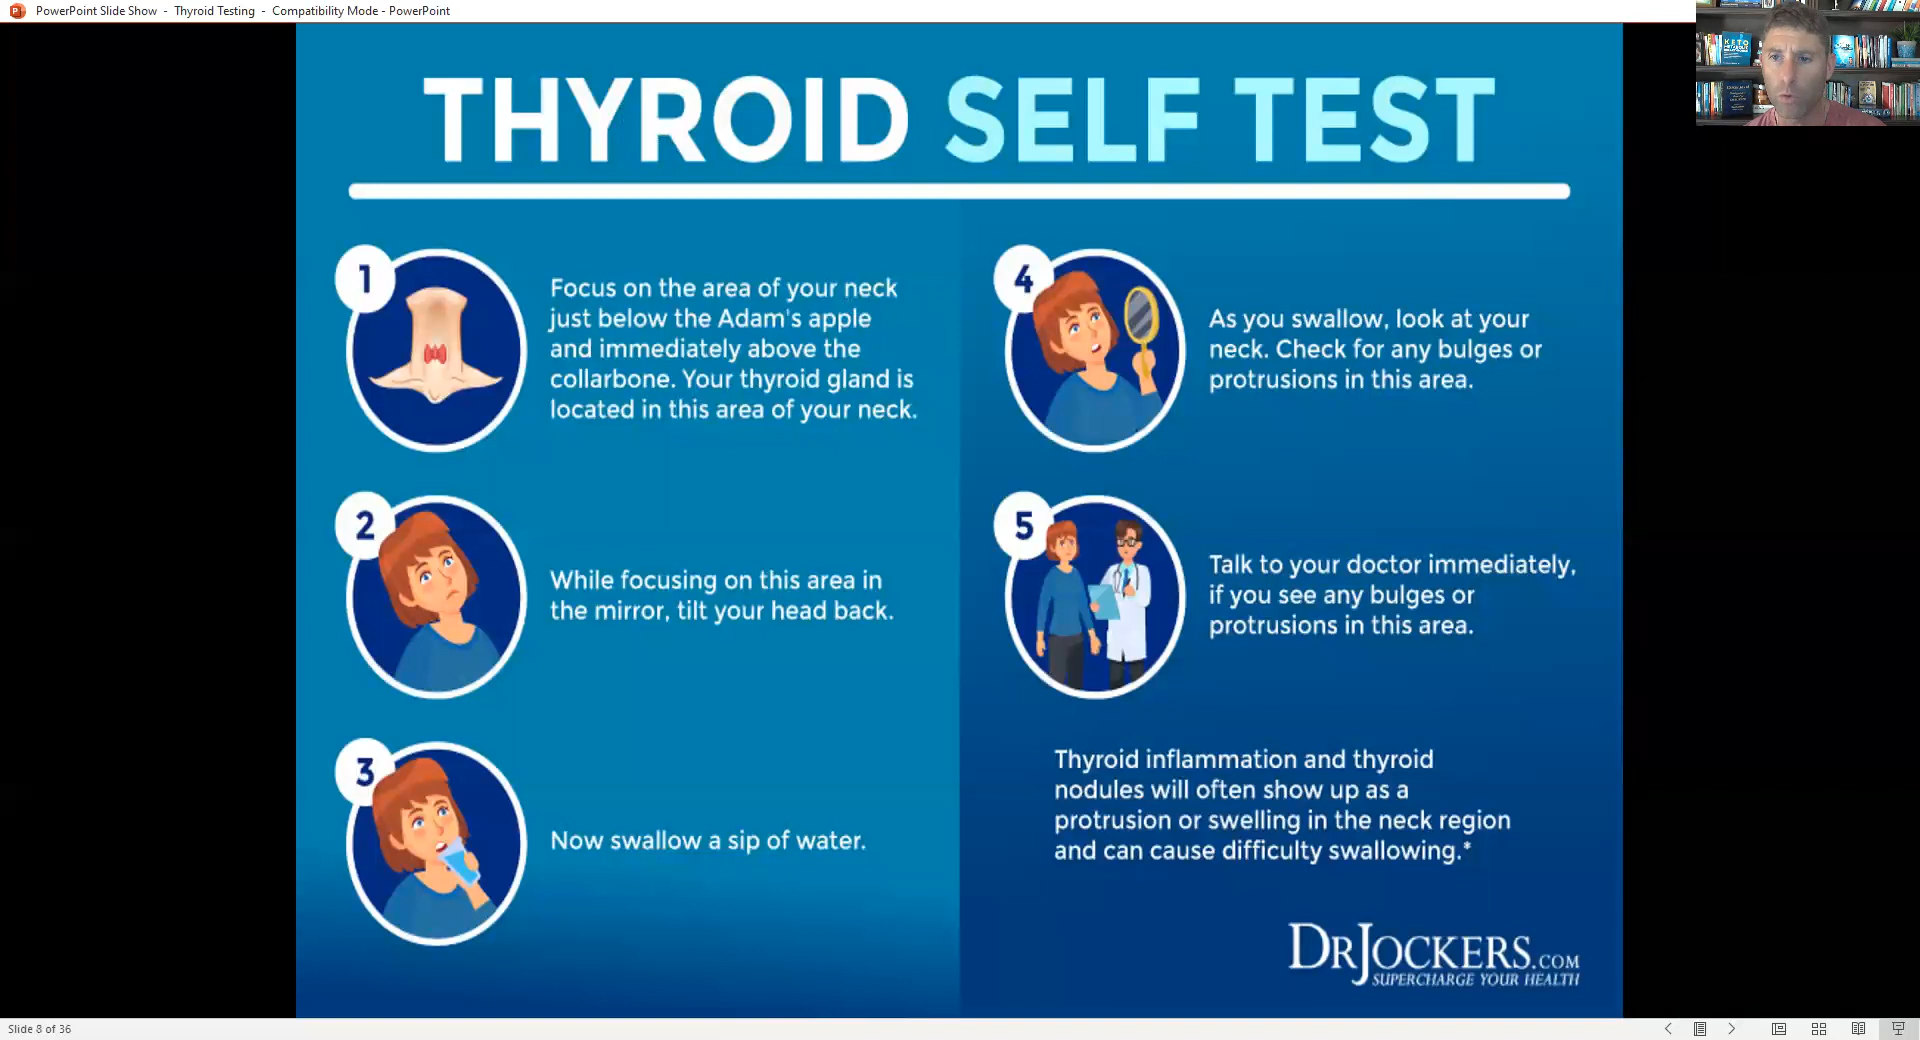 PowerPoint Slide Show - Thyroid Testing - Compatibility Mode - PowerPoint
THYROID SELF TEST
1
Focus on the area of your neck
just below the Adam's apple
and immediately above the
collarbone. Your thyroid gland is
located in this area of your neck.
2
While focusing on this area in
the mirror, tilt your head back.
3
Now swallow a sip of water.
4
As you swallow, look at your
neck. Check for any bulges or
protrusions in this area.
5
Talk to your doctor immediately,
if you see any bulges or
protrusions in this area.
Thyroid inflammation and thyroid
nodules will often show up as a
protrusion or swelling in the neck region
and can cause difficulty swallowing.*
DRJOCKERS.COM
SUPERCHARGE YOUR HEALTH
KETO
Slide 8 of 36